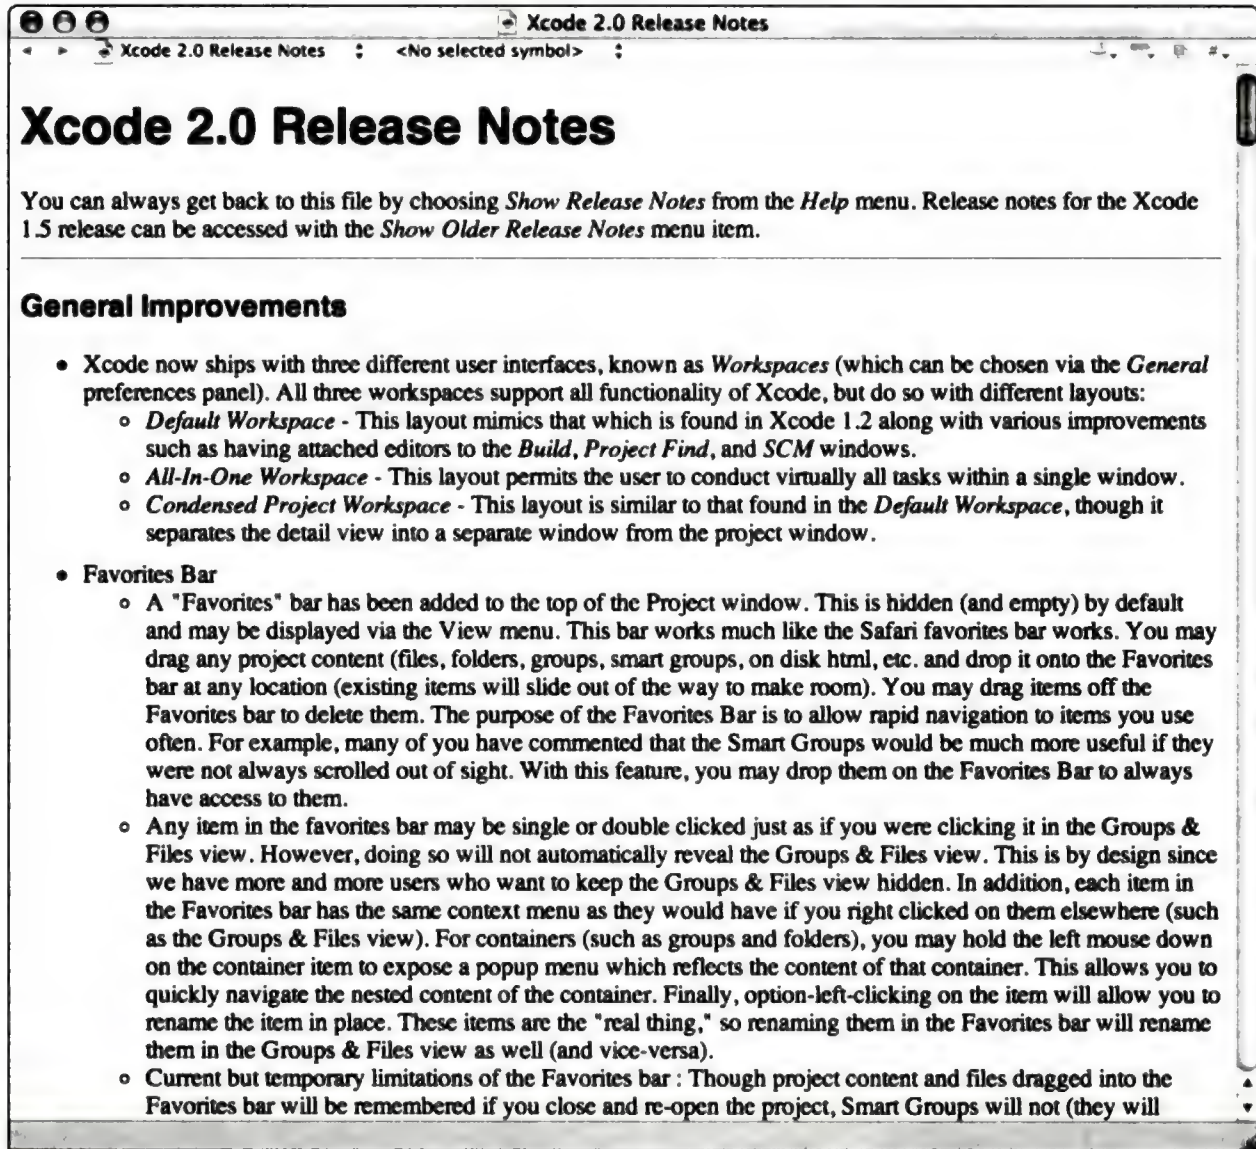 Xcode 2.0 Release Notes
Xcode 2.0 Release Notes <No selected symbol>
Xcode 2.0 Release Notes
You can always get back to this file by choosing Show Release Notes from the Help menu. Release notes for the Xcode
1.5 release can be accessed with the Show Older Release Notes menu item.
General Improvements
• Xcode now ships with three different user interfaces, known as Workspaces (which can be chosen via the General
preferences panel). All three workspaces support all functionality of Xcode, but do so with different layouts:
◦ Default Workspace - This layout mimics that which is found in Xcode 1.2 along with various improvements
such as having attached editors to the Build, Project Find, and SCM windows.
◦ All-In-One Workspace - This layout permits the user to conduct virtually all tasks within a single window.
◦ Condensed Project Workspace - This layout is similar to that found in the Default Workspace, though it
separates the detail view into a separate window from the project window.
• Favorites Bar
◦ A "Favorites" bar has been added to the top of the Project window. This is hidden (and empty) by default
and may be displayed via the View menu. This bar works much like the Safari favorites bar works. You may
drag any project content (files, folders, groups, smart groups, on disk html, etc. and drop it onto the Favorites
bar at any location (existing items will slide out of the way to make room). You may drag items off the
Favorites bar to delete them. The purpose of the Favorites Bar is to allow rapid navigation to items you use
often. For example, many of you have commented that the Smart Groups would be much more useful if they
were not always scrolled out of sight. With this feature, you may drop them on the Favorites Bar to always
have access to them.
◦ Any item in the favorites bar may be single or double clicked just as if you were clicking it in the Groups &
Files view. However, doing so will not automatically reveal the Groups & Files view. This is by design since
we have more and more users who want to keep the Groups & Files view hidden. In addition, each item in
the Favorites bar has the same context menu as they would have if you right clicked on them elsewhere (such
as the Groups & Files view). For containers (such as groups and folders), you may hold the left mouse down
on the container item to expose a popup menu which reflects the content of that container. This allows you to
quickly navigate the nested content of the container. Finally, option-left-clicking on the item will allow you to
rename the item in place. These items are the "real thing," so renaming them in the Favorites bar will rename
them in the Groups & Files view as well (and vice-versa).
◦ Current but temporary limitations of the Favorites bar : Though project content and files dragged into the
Favorites bar will be remembered if you close and re-open the project, Smart Groups will not (they will